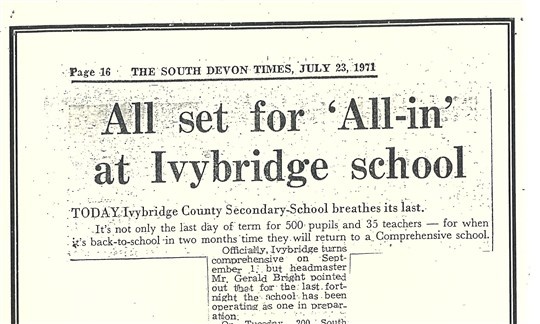 Page 16 THE SOUTH DEVON TIMES, JULY 23, 1971
All set for ‘All-in’
at Ivybridge school
TODAY Ivybridge County Secondary-School breathes its last.
It's not only the last day of term for 500 pupils and 35 teachers — for when
it's back-to-school in two months time they will return to a Comprehensive school.
Officially, Ivybridge turns
comprehensive on Sept-
ember 1, but headmaster
Mr. Gerald Bright pointed
out that for the last fort-
night the school has been
operating as one in prepar-
ation.
On Tuesday, 200 South